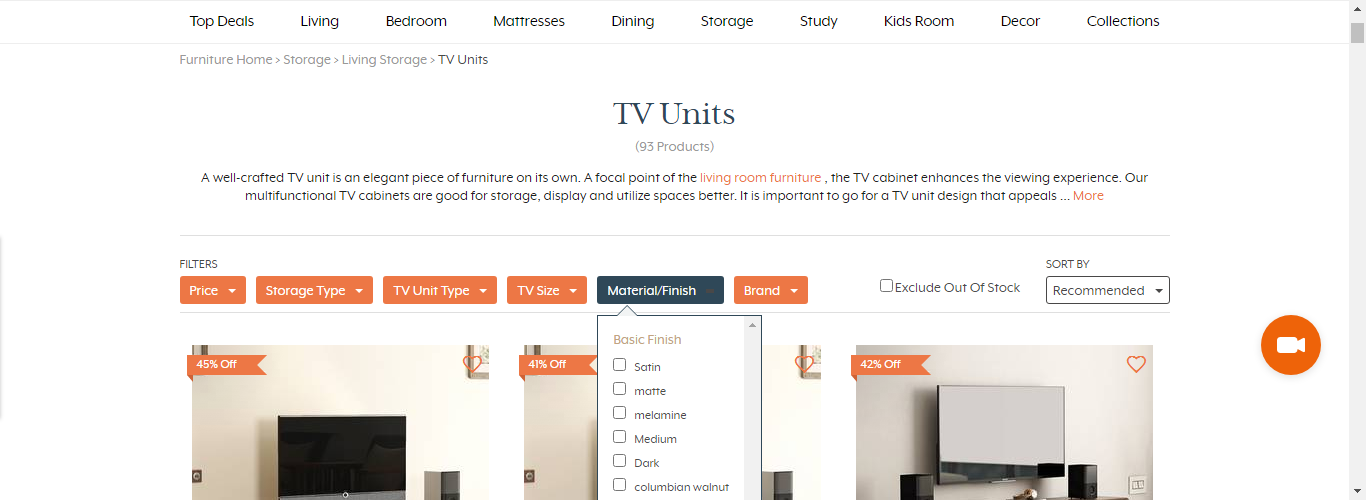 Top Deals Living Bedroom Mattresses Dining Storage Study Kids Room Decor Collections
Furniture Home > Storage > Living Storage > TV Units
TV Units
(93 Products)
A well-crafted TV unit is an elegant piece of furniture on its own. A focal point of the living room furniture , the TV cabinet enhances the viewing experience. Our
multifunctional TV cabinets are good for storage, display and utilize spaces better. It is important to go for a TV unit design that appeals ... More
FILTERS
SORT BY
Price Storage Type TV Unit Type TV Size Material/Finish Brand
Exclude Out Of Stock
Recommended
Basic Finish
Satin
matte
melamine
Medium
Dark
columbian walnut
45% Off
41% Off
42% Off